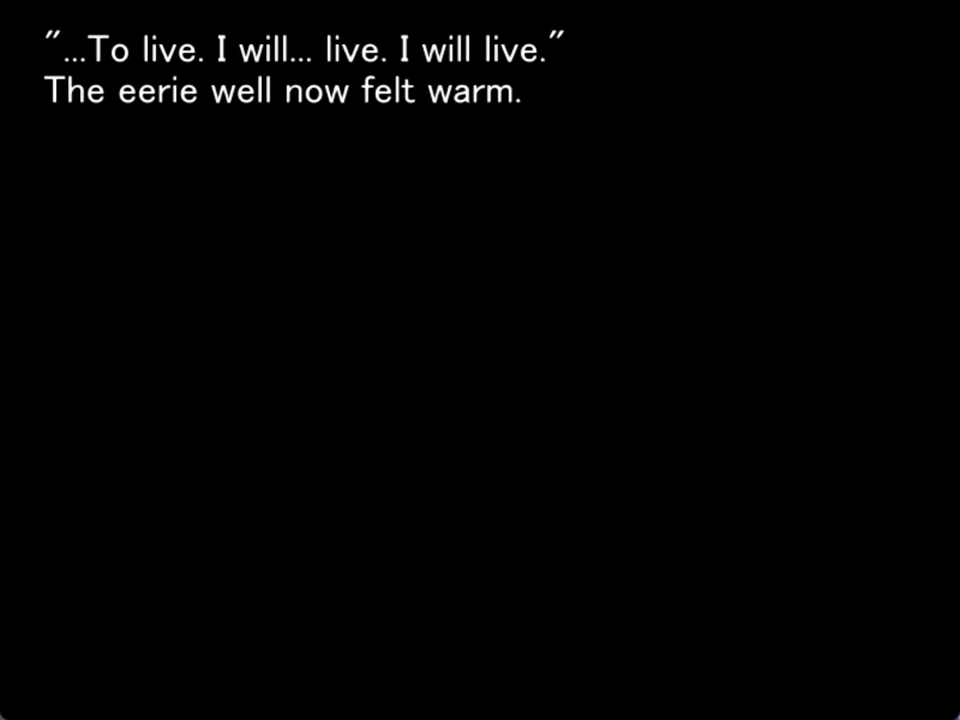 "...To live. I will... live. I will live."
The eerie well now felt warm.